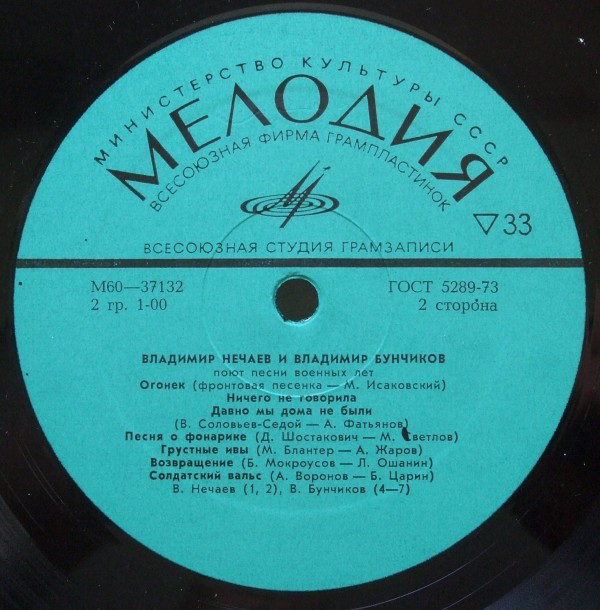 МИНИСТЕРСТВО КУЛЬТУРЫ СССР
МЕЛОДИЯ
ВСЕСОЮЗНАЯ ФИРМА ГРАМПЛАСТИНОК
▽33
ВСЕСОЮЗНАЯ СТУДИЯ ГРАМЗАПИСИ
М60—37132 ГОСТ 5289-73
2 гр. 1-00 2 сторона
ВЛАДИМИР НЕЧАЕВ И ВЛАДИМИР БУНЧИКОВ
поют песни военных лет
Огонек (фронтовая песенка — М. Исаковский)
Ничего не говорила
Давно мы дома не были
(В. Соловьев-Седой — А. Фатьянов)
Песня о фонарике (Д. Шостакович — М. Светлов)
Грустные ивы (М. Блантер — А. Жаров)
Возвращение (Б. Мокроусов — Л. Ошанин)
Солдатский вальс (А. Воронов — Б. Царин)
В. Нечаев (1, 2), В. Бунчиков (4—7)